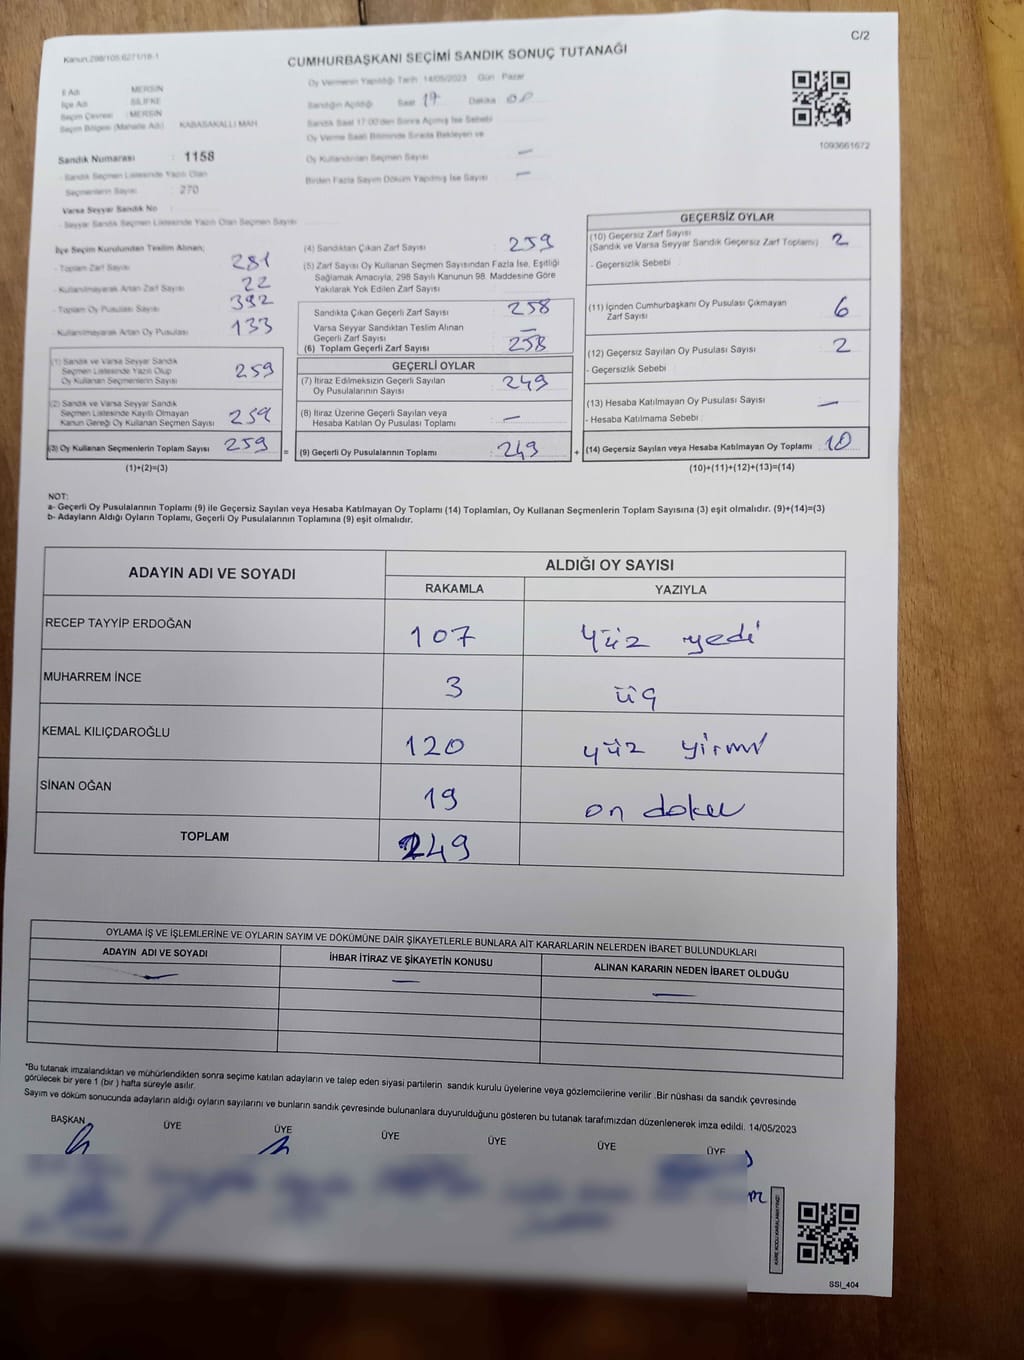 Kanun:298/105 6271/16-1
C/2
CUMHURBAŞKANI SEÇİMİ SANDIK SONUÇ TUTANAĞI
İl Adı MERSİN
İlçe Adı SİLİFKE
Seçim Çevresi : MERSİN
Seçim Bölgesi (Mahalle Adı) KABASAKALLI MAH
Sandık Numarası : 1158
- Sandık Seçmen Listesinde Yazılı Olan
Seçmenlerin Sayısı : 270
Varsa Seyyar Sandık No
- Seyyar Sandık Seçmen Listesinde Yazılı Olan Seçmen Sayısı
Oy Vermenin Yapıldığı Tarih 14/05/2023 Gün Pazar
Sandığın Açıldığı Saat 17 Dakika 00
Sandık Saat 17:00'den Sonra Açılmış İse Sebebi
Oy Verme Saati Bitiminde Sırada Bekleyen ve
Oy Kullandırılan Seçmen Sayısı —
Birden Fazla Sayım Döküm Yapılmış İse Sayısı —
1093661672
İlçe Seçim Kurulundan Teslim Alınan;
- Toplam Zarf Sayısı 281
- Kullanılmayarak Artan Zarf Sayısı 22
- Toplam Oy Pusulası Sayısı 392
- Kullanılmayarak Artan Oy Pusulası 133
(1) Sandık ve Varsa Seyyar Sandık
Seçmen Listesinde Yazılı Olup
Oy Kullanan Seçmenlerin Sayısı 259
(2) Sandık ve Varsa Seyyar Sandık
Seçmen Listesinde Kayıtlı Olmayan
Kanun Gereği Oy Kullanan Seçmen Sayısı 259
(3) Oy Kullanan Seçmenlerin Toplam Sayısı 259
(1)+(2)=(3)
(4) Sandıktan Çıkan Zarf Sayısı 259
(5) Zarf Sayısı Oy Kullanan Seçmen Sayısından Fazla İse, Eşitliği
Sağlamak Amacıyla, 298 Sayılı Kanunun 98. Maddesine Göre
Yakılarak Yok Edilen Zarf Sayısı
Sandıkta Çıkan Geçerli Zarf Sayısı 258
Varsa Seyyar Sandıktan Teslim Alınan
Geçerli Zarf Sayısı —
(6) Toplam Geçerli Zarf Sayısı 258
GEÇERLİ OYLAR
(7) İtiraz Edilmeksizin Geçerli Sayılan
Oy Pusulalarının Sayısı 249
(8) İtiraz Üzerine Geçerli Sayılan veya
Hesaba Katılan Oy Pusulası Toplamı —
= (9) Geçerli Oy Pusulalarının Toplamı : 249 +
GEÇERSİZ OYLAR
(10) Geçersiz Zarf Sayısı
(Sandık ve Varsa Seyyar Sandık Geçersiz Zarf Toplamı) 2
- Geçersizlik Sebebi
(11) İçinden Cumhurbaşkanı Oy Pusulası Çıkmayan
Zarf Sayısı 6
(12) Geçersiz Sayılan Oy Pusulası Sayısı 2
- Geçersizlik Sebebi
(13) Hesaba Katılmayan Oy Pusulası Sayısı —
- Hesaba Katılmama Sebebi
(14) Geçersiz Sayılan veya Hesaba Katılmayan Oy Toplamı 10
(10)+(11)+(12)+(13)=(14)
NOT:
a- Geçerli Oy Pusulalarının Toplamı (9) ile Geçersiz Sayılan veya Hesaba Katılmayan Oy Toplamı (14) Toplamları, Oy Kullanan Seçmenlerin Toplam Sayısına (3) eşit olmalıdır. (9)+(14)=(3)
b- Adayların Aldığı Oyların Toplamı, Geçerli Oy Pusulalarının Toplamına (9) eşit olmalıdır.
ADAYIN ADI VE SOYADI ALDIĞI OY SAYISI
RAKAMLA YAZIYLA
RECEP TAYYİP ERDOĞAN 107 yüz yedi
MUHARREM İNCE 3 üç
KEMAL KILIÇDAROĞLU 120 yüz yirmi
SİNAN OĞAN 19 on
TOPLAM 249
OYLAMA İŞ VE İŞLEMLERİNE VE OYLARIN SAYIM VE DÖKÜMÜNE DAİR ŞİKAYETLERLE BUNLARA AİT KARARLARIN NELERDEN İBARET BULUNDUKLARI
ADAYIN ADI VE SOYADI İHBAR İTİRAZ VE ŞİKAYETİN KONUSU ALINAN KARARIN NEDEN İBARET OLDUĞU
— — —
*Bu tutanak imzalandıktan ve mühürlendikten sonra seçime katılan adayların ve talep eden siyasi partilerin sandık kurulu üyelerine veya gözlemcilerine verilir .Bir nüshası da sandık çevresinde
görülecek bir yere 1 (bir ) hafta süreyle asılır.
Sayım ve döküm sonucunda adayların aldığı oyların sayılarını ve bunların sandık çevresinde bulunanlara duyurulduğunu gösteren bu tutanak tarafımızdan düzenlenerek imza edildi. 14/05/2023
BAŞKAN ÜYE ÜYE ÜYE ÜYE ÜYE ÜYE
SSI_404